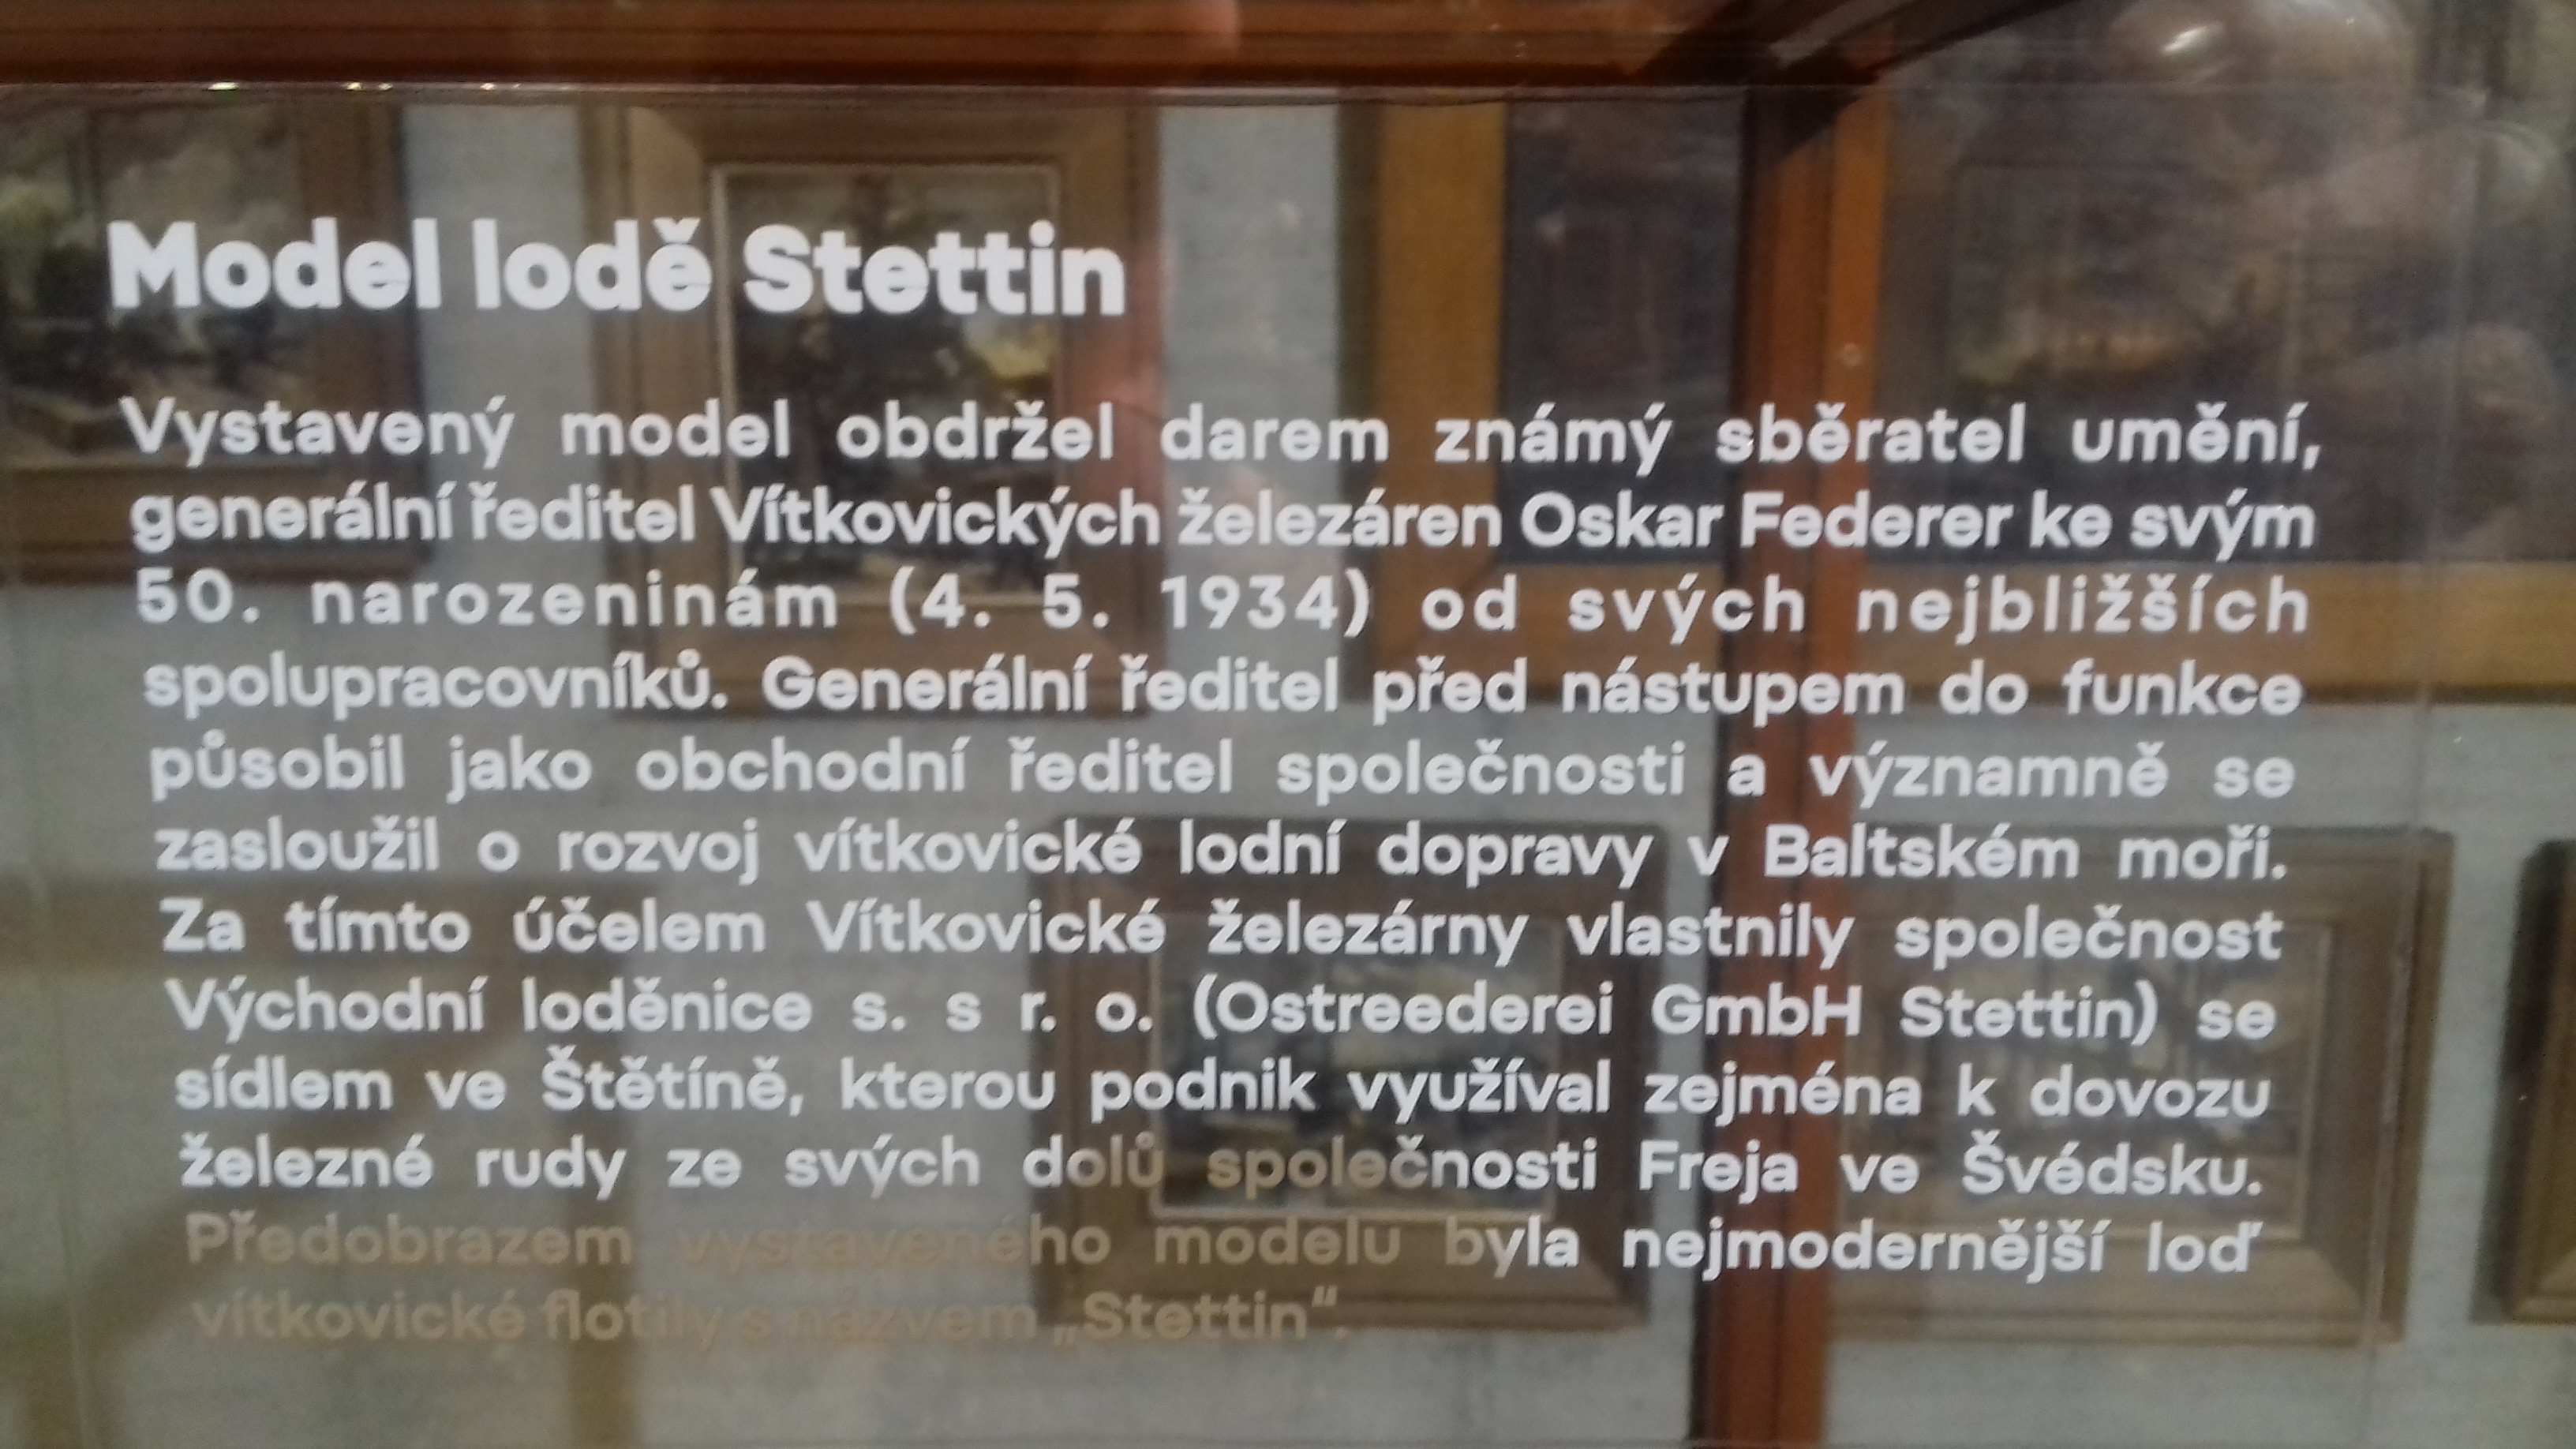 Model lodě Stettin
Vystavený model obdržel darem známý sběratel umění,
generální ředitel Vítkovických železáren Oskar Federer ke svým
50. narozeninám (4. 5. 1934) od svých nejbližších
spolupracovníků. Generální ředitel před nástupem do funkce
působil jako obchodní ředitel společnosti a významně se
zasloužil o rozvoj vítkovické lodní dopravy v Baltském moři.
Za tímto účelem Vítkovické železárny vlastnily společnost
Východní loděnice s. s r. o. (Ostreederei GmbH Stettin) se
sídlem ve Štětíně, kterou podnik využíval zejména k dovozu
železné rudy ze svých dolů společnosti Freja ve Švédsku.
Předobrazem vystaveného modelu byla nejmodernější loď
vítkovické flotily s názvem „Stettin“.